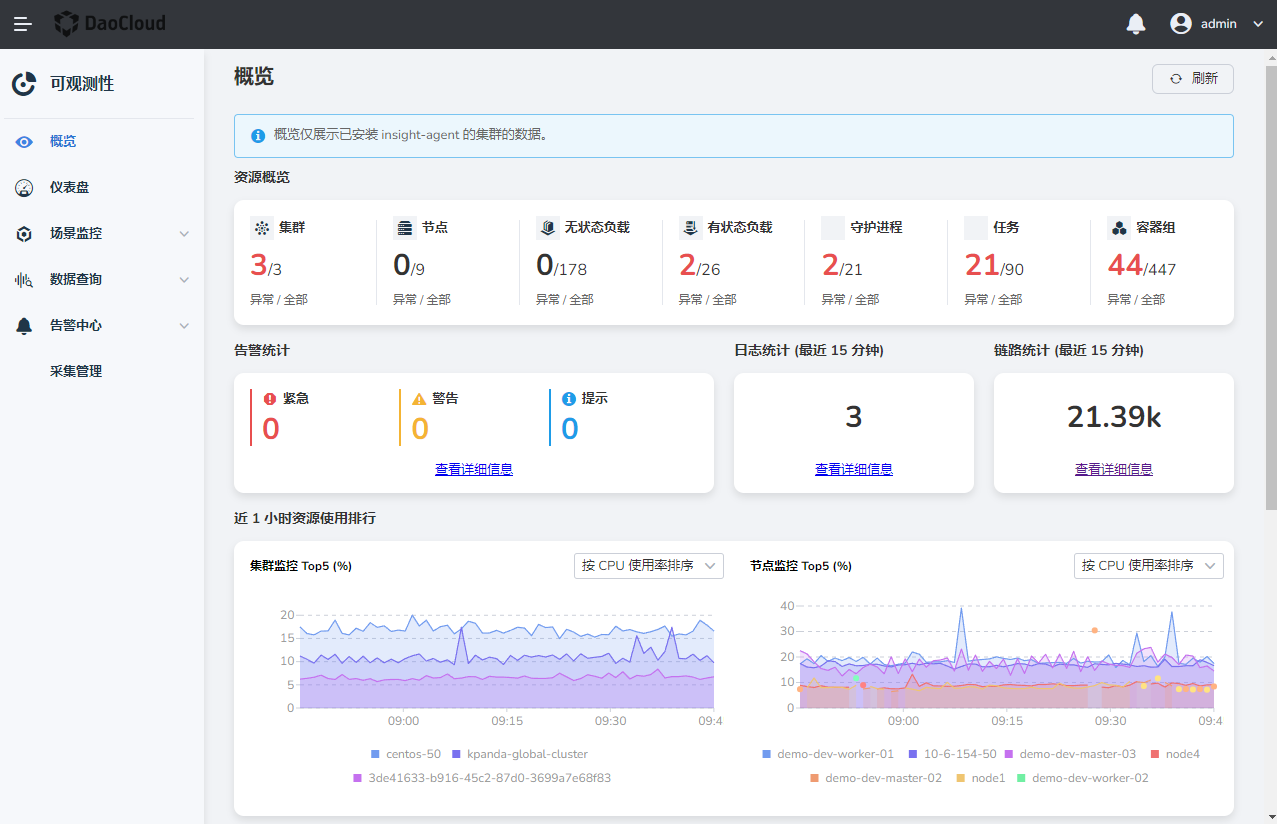 DaoCloud
admin
可观测性
概览
仪表盘
场景监控
数据查询
告警中心
采集管理
概览
刷新
概览仅展示已安装 insight-agent 的集群的数据。
资源概览
集群
3/3
异常 / 全部
节点
0/9
异常 / 全部
无状态负载
0/178
异常 / 全部
有状态负载
2/26
异常 / 全部
守护进程
2/21
异常 / 全部
任务
21/90
异常 / 全部
容器组
44/447
异常 / 全部
告警统计
紧急
0
警告
0
提示
0
查看详细信息
日志统计 (最近 15 分钟)
3
查看详细信息
链路统计 (最近 15 分钟)
21.39k
查看详细信息
近 1 小时资源使用排行
集群监控 Top5 (%)
按 CPU 使用率排序
20
15
10
5
0
09:00 09:15 09:30 09:4
centos-50 kpanda-global-cluster
3de41633-b916-45c2-87d0-3699a7e68f83
节点监控 Top5 (%)
按 CPU 使用率排序
40
30
20
10
0
09:00 09:15 09:30 09:4
demo-dev-worker-01 10-6-154-50 demo-dev-master-03 node4
demo-dev-master-02 node1 demo-dev-worker-02